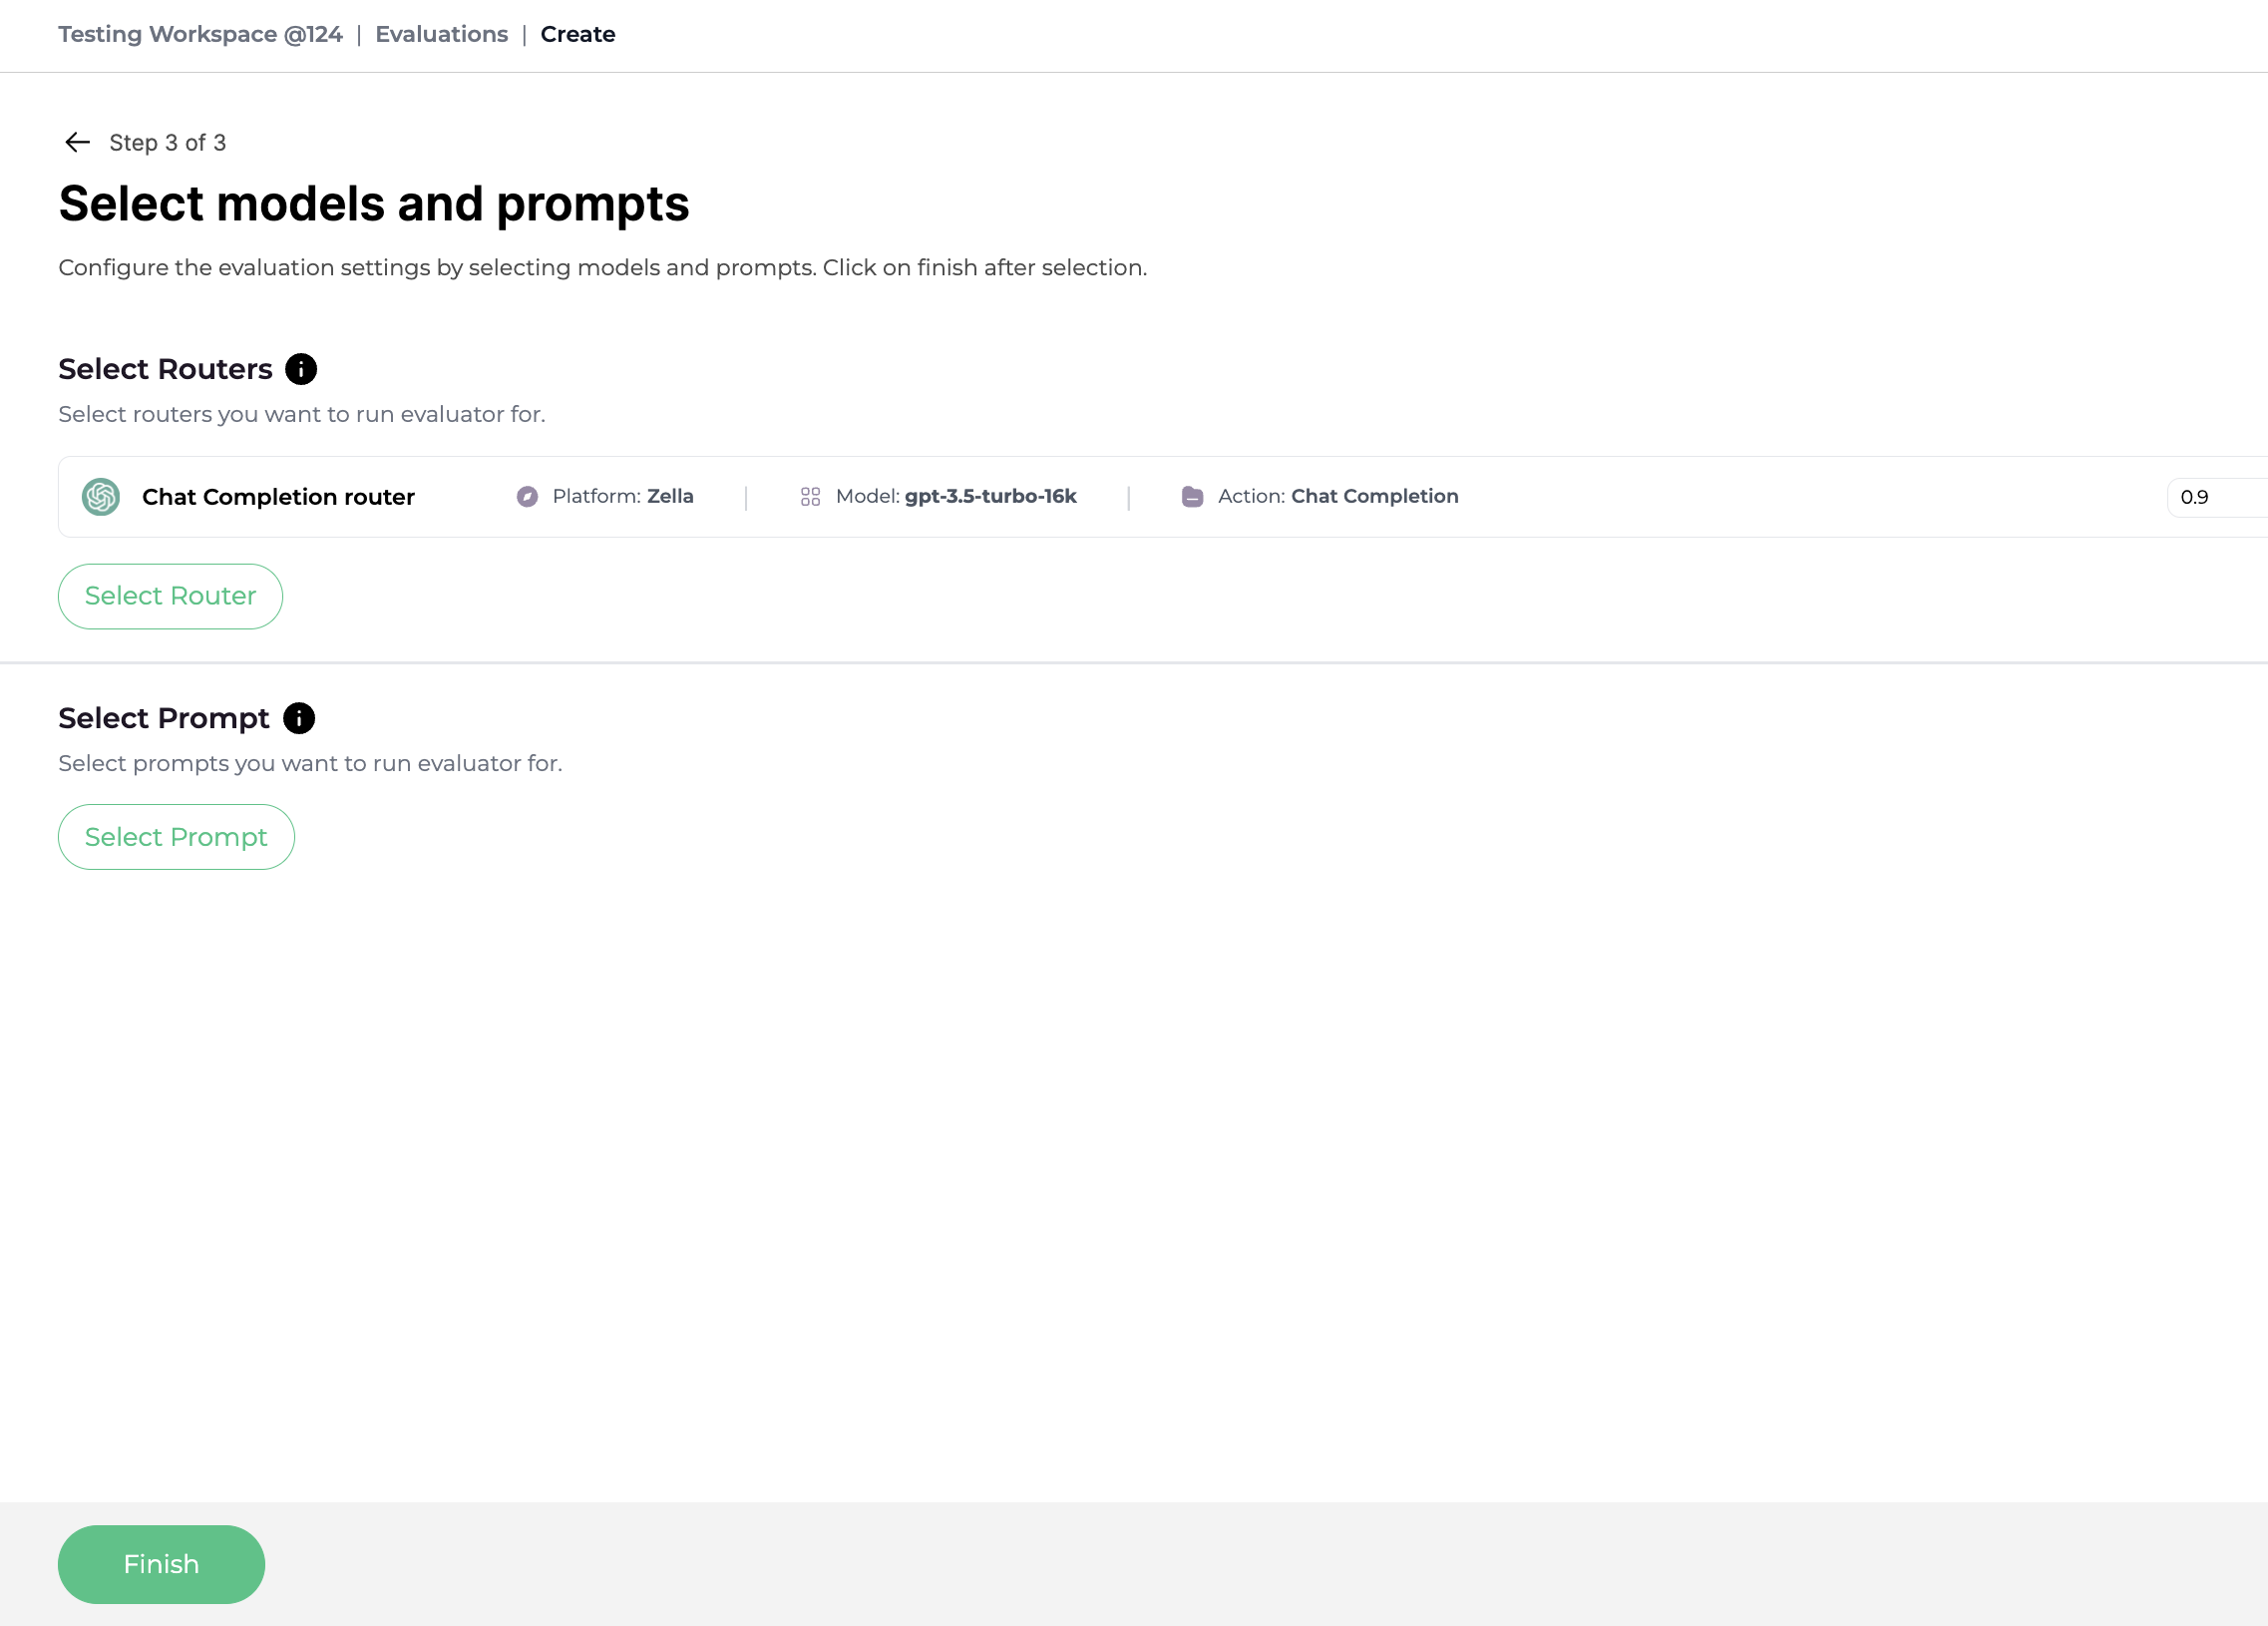 Testing Workspace @124 | Evaluations | Create
Step 3 of 3
Select models and prompts
Configure the evaluation settings by selecting models and prompts. Click on finish after selection.
Select Routers
Select routers you want to run evaluator for.
Chat Completion router Platform: Zella | Model: gpt-3.5-turbo-16k | Action: Chat Completion 0.9
Select Router
Select Prompt
Select prompts you want to run evaluator for.
Select Prompt
Finish